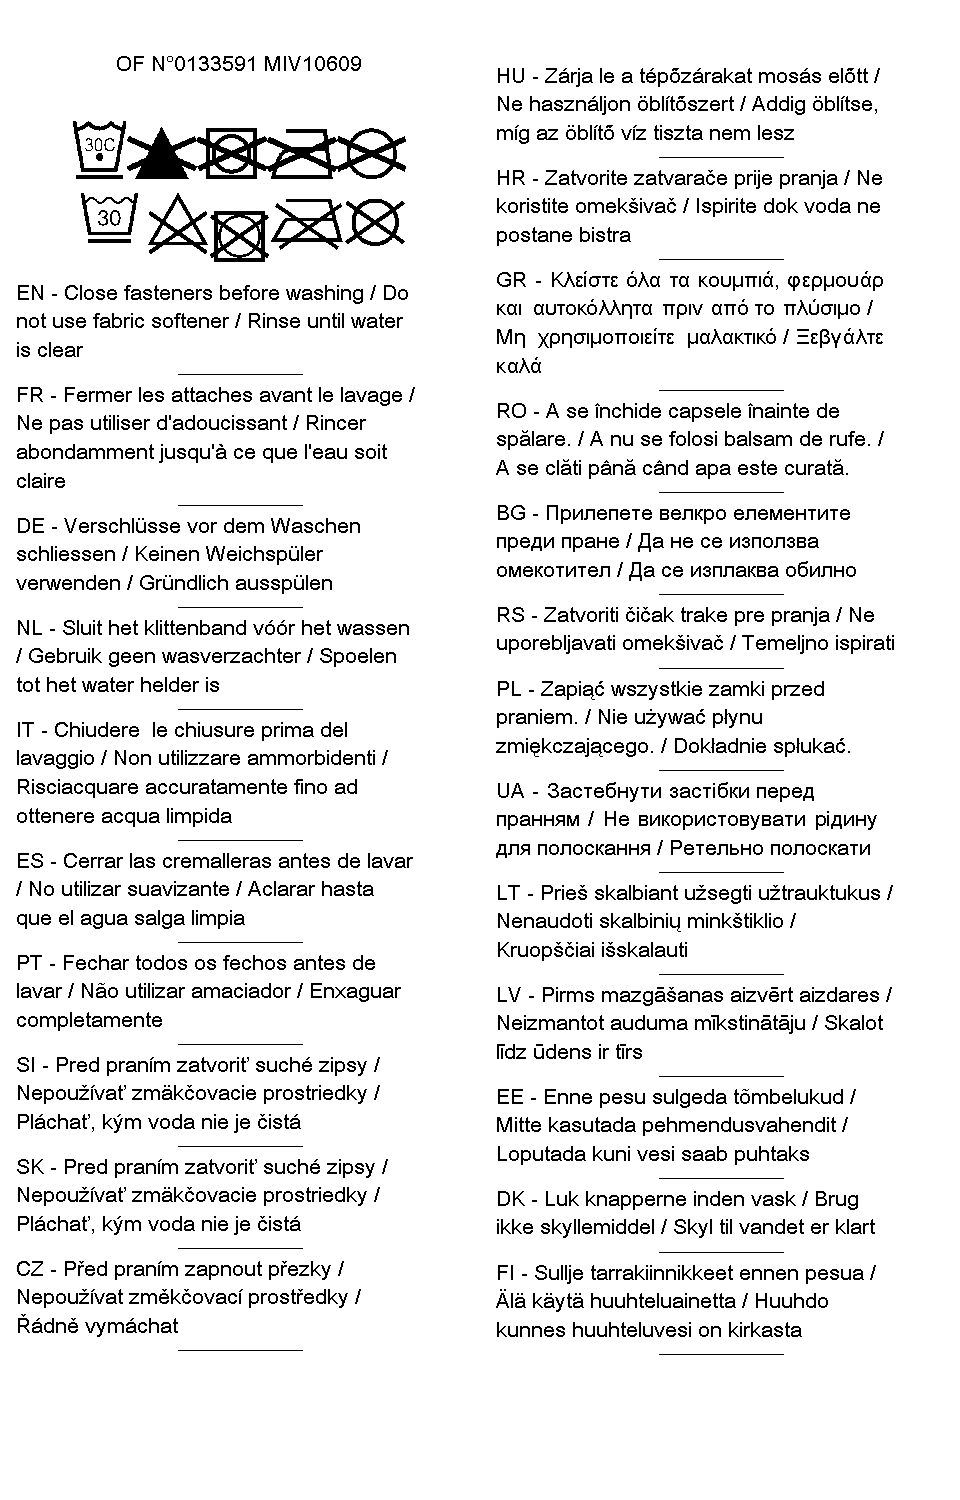 OF N°0133591 MIV10609
30C
30
EN - Close fasteners before washing / Do
not use fabric softener / Rinse until water
is clear
FR - Fermer les attaches avant le lavage /
Ne pas utiliser d'adoucissant / Rincer
abondamment jusqu'à ce que l'eau soit
claire
DE - Verschlüsse vor dem Waschen
schliessen / Keinen Weichspüler
verwenden / Gründlich ausspülen
NL - Sluit het klittenband vóór het wassen
/ Gebruik geen wasverzachter / Spoelen
tot het water helder is
IT - Chiudere  le chiusure prima del
lavaggio / Non utilizzare ammorbidenti /
Risciacquare accuratamente fino ad
ottenere acqua limpida
ES - Cerrar las cremalleras antes de lavar
/ No utilizar suavizante / Aclarar hasta
que el agua salga limpia
PT - Fechar todos os fechos antes de
lavar / Não utilizar amaciador / Enxaguar
completamente
SI - Pred praním zatvoriť suché zipsy /
Nepoužívať zmäkčovacie prostriedky /
Pláchať, kým voda nie je čistá
SK - Pred praním zatvoriť suché zipsy /
Nepoužívať zmäkčovacie prostriedky /
Pláchať, kým voda nie je čistá
CZ - Před praním zapnout přezky /
Nepoužívat změkčovací prostředky /
Řádně vymáchat
HU - Zárja le a tépőzárakat mosás előtt /
Ne használjon öblítőszert / Addig öblítse,
míg az öblítő víz tiszta nem lesz
HR - Zatvorite zatvarače prije pranja / Ne
koristite omekšivač / Ispirite dok voda ne
postane bistra
GR - Κλείστε όλα τα κουμπιά, φερμουάρ
και αυτοκόλλητα πριν από το πλύσιμο /
Μη χρησιμοποιείτε μαλακτικό / Ξεβγάλτε
καλά
RO - A se închide capsele înainte de
spălare. / A nu se folosi balsam de rufe. /
A se clăti până când apa este curată.
BG - Прилепете велкро елементите
преди пране / Да не се използва
омекотител / Да се изплаква обилно
RS - Zatvoriti čičak trake pre pranja / Ne
uporebljavati omekšivač / Temeljno ispirati
PL - Zapiąć wszystkie zamki przed
praniem. / Nie używać płynu
zmiękczającego. / Dokładnie spłukać.
UA - Застебнути застібки перед
пранням / Не використовувати рідину
для полоскання / Ретельно полоскати
LT - Prieš skalbiant užsegti užtrauktukus /
Nenaudoti skalbinių minkštiklio /
Kruopščiai išskalauti
LV - Pirms mazgāšanas aizvērt aizdares /
Neizmantot auduma mīkstinātāju / Skalot
līdz ūdens ir tīrs
EE - Enne pesu sulgeda tõmbelukud /
Mitte kasutada pehmendusvahendit /
Loputada kuni vesi saab puhtaks
DK - Luk knapperne inden vask / Brug
ikke skyllemiddel / Skyl til vandet er klart
FI - Sullje tarrakiinnikkeet ennen pesua /
Älä käytä huuhteluainetta / Huuhdo
kunnes huuhteluvesi on kirkasta